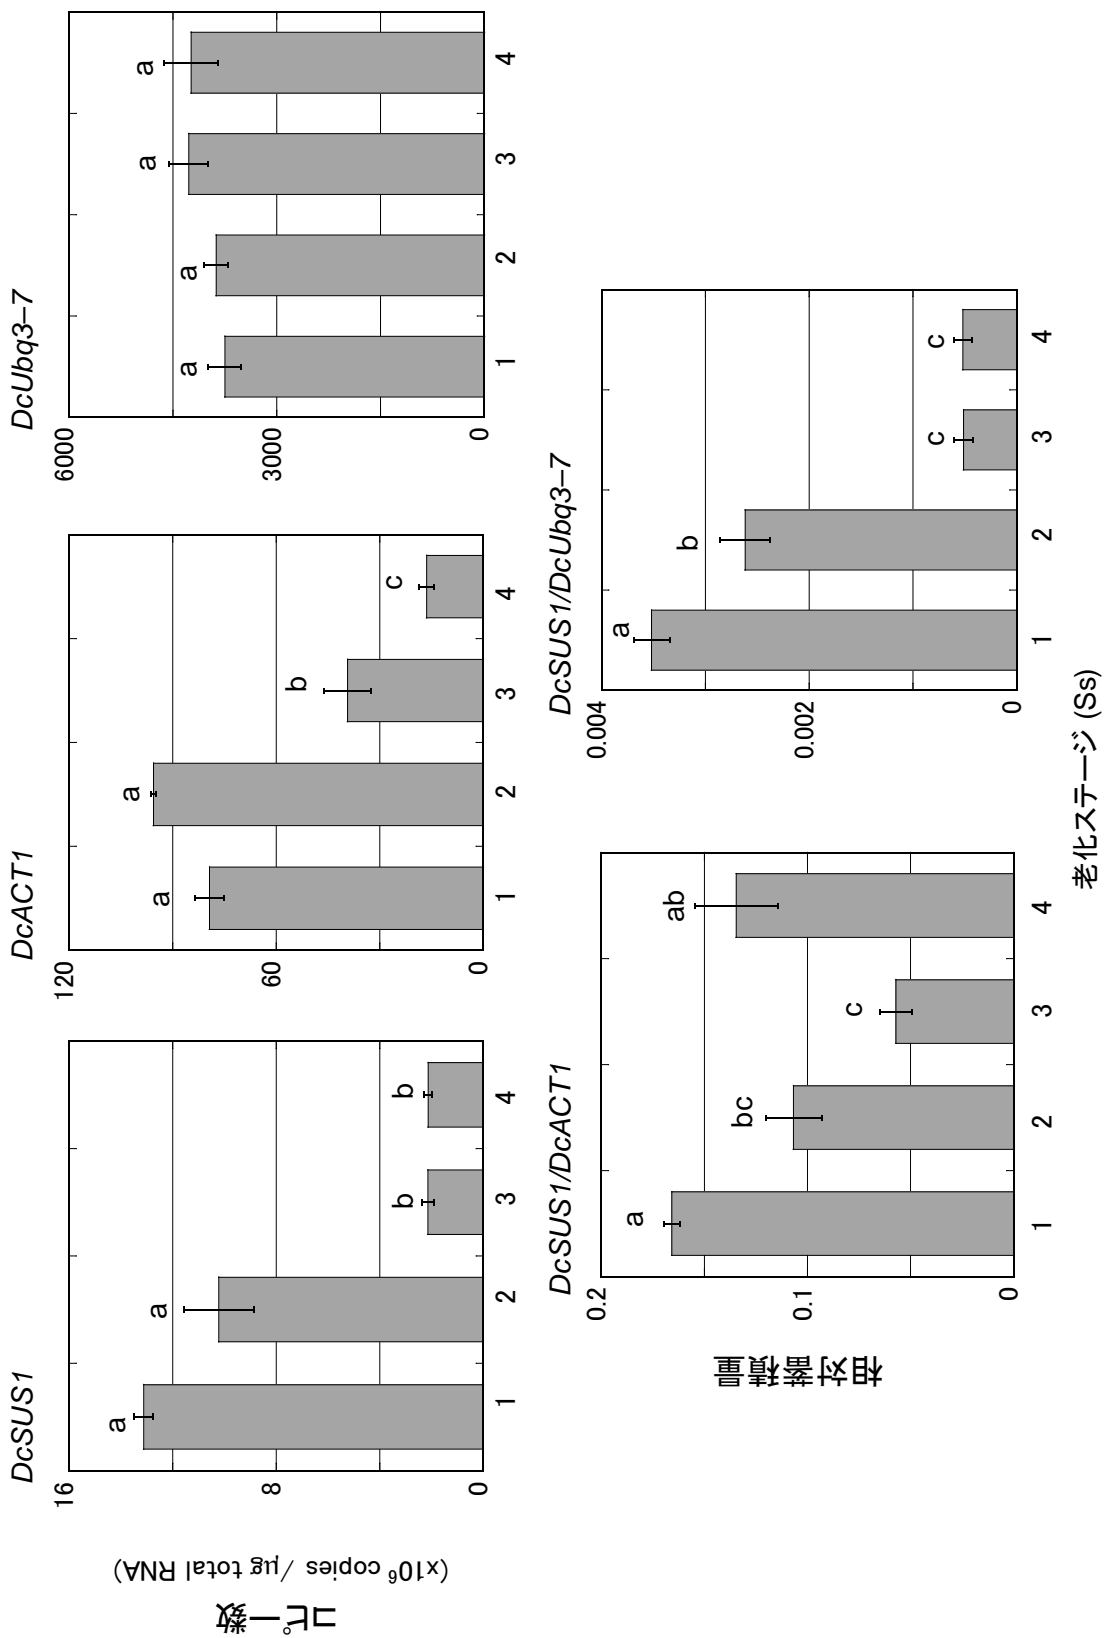 コピー数
(x10⁶ copies／μg total RNA)
DcSUS1
16
8
0
a
a
b
b
1
2
3
4
DcACT1
120
60
0
a
a
b
c
1
2
3
4
DcUbq3–7
6000
3000
0
a
a
a
a
1
2
3
4
相対蓄積量
DcSUS1/DcACT1
0.2
0.1
0
a
bc
c
ab
1
2
3
4
DcSUS1/DcUbq3–7
0.004
0.002
0
a
b
c
c
1
2
3
4
老化ステージ (Ss)